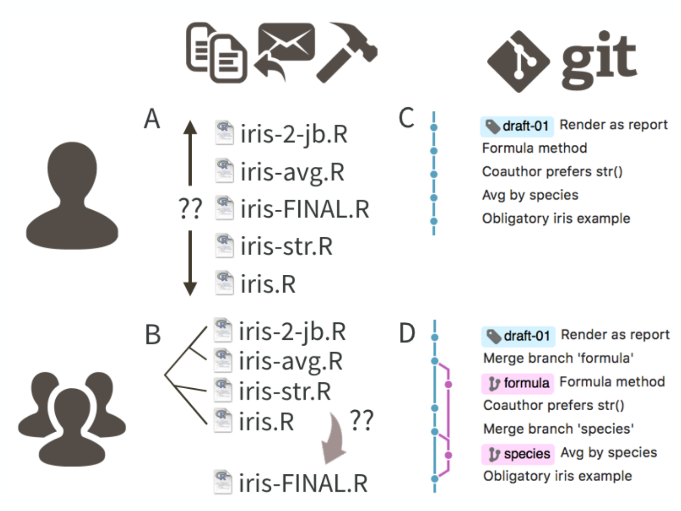 git
A
iris-2-jb.R
iris-avg.R
?? iris-FINAL.R
iris-str.R
iris.R
C
draft-01 Render as report
Formula method
Coauthor prefers str()
Avg by species
Obligatory iris example
B
iris-2-jb.R
iris-avg.R
iris-str.R
iris.R
??
iris-FINAL.R
D
draft-01 Render as report
Merge branch 'formula'
formula Formula method
Coauthor prefers str()
Merge branch 'species'
species Avg by species
Obligatory iris example